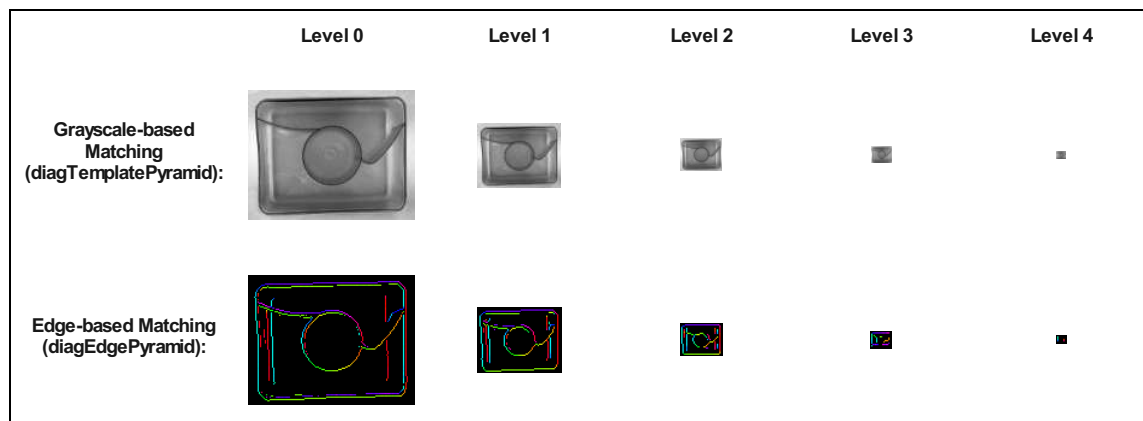 Level 0 Level 1 Level 2 Level 3 Level 4
Grayscale-based
Matching
(diagTemplatePyramid):
Edge-based Matching
(diagEdgePyramid):